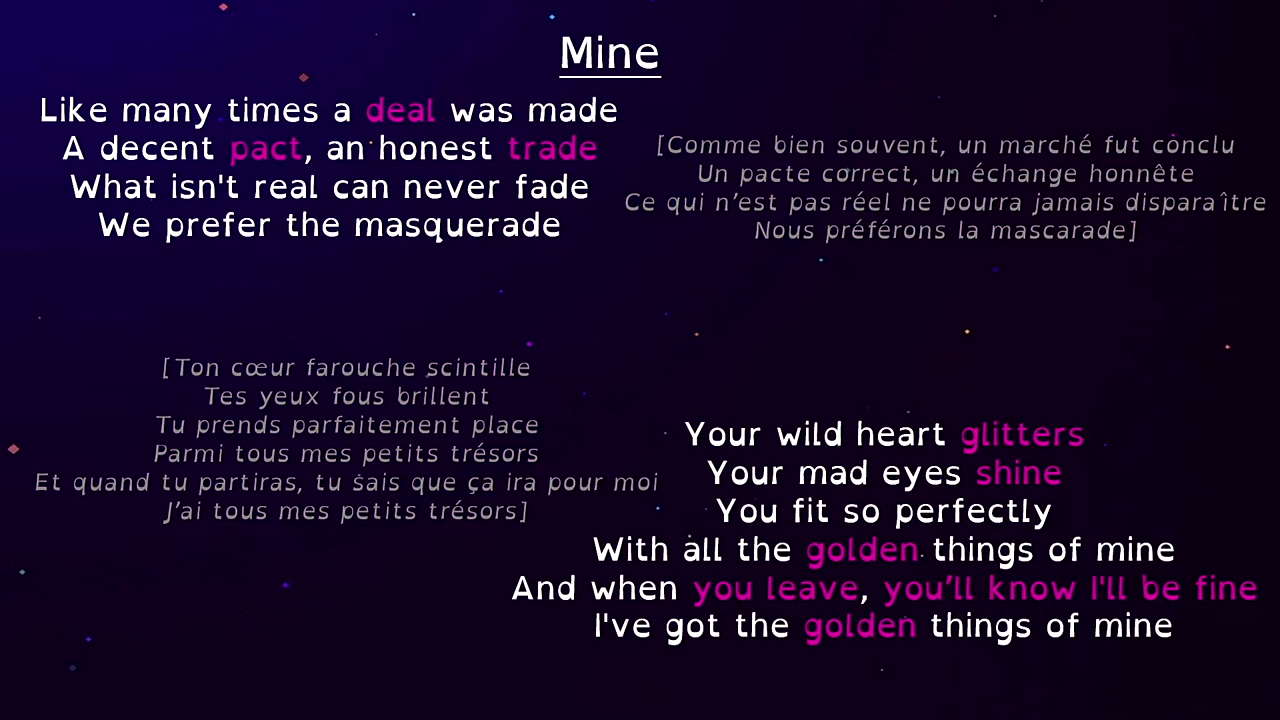 Mine
Like many times a deal was made
A decent pact, an honest trade
What isn't real can never fade
We prefer the masquerade
[Comme bien souvent, un marché fut conclu
Un pacte correct, un échange honnête
Ce qui n’est pas réel ne pourra jamais disparaître
Nous préférons la mascarade]
[Ton cœur farouche scintille
Tes yeux fous brillent
Tu prends parfaitement place
Parmi tous mes petits trésors
Et quand tu partiras, tu sais que ça ira pour moi
J’ai tous mes petits trésors]
Your wild heart glitters
Your mad eyes shine
You fit so perfectly
With all the golden things of mine
And when you leave, you’ll know I'll be fine
I've got the golden things of mine